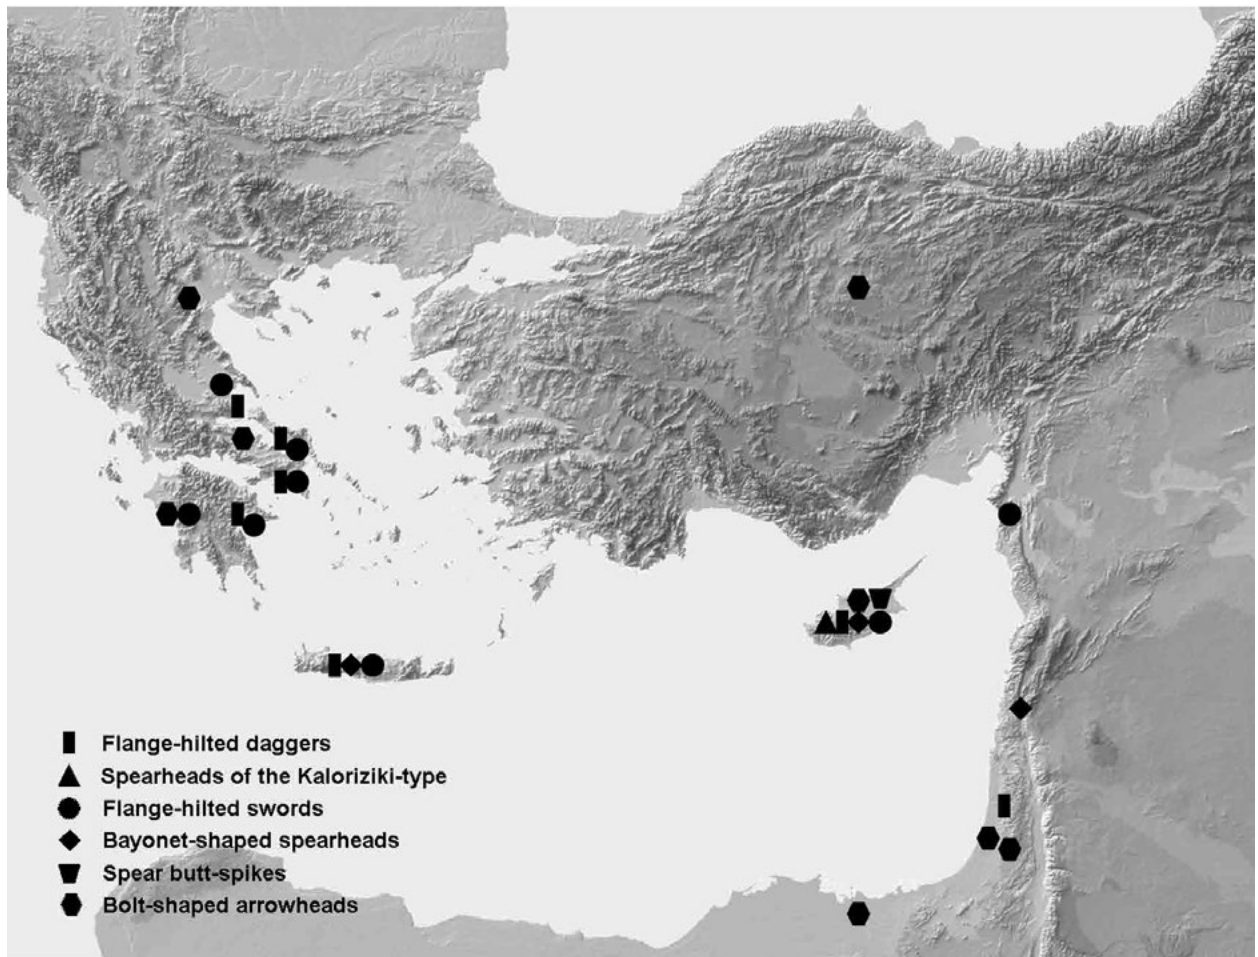 Flange-hilted daggers
Spearheads of the Kaloriziki-type
Flange-hilted swords
Bayonet-shaped spearheads
Spear butt-spikes
Bolt-shaped arrowheads